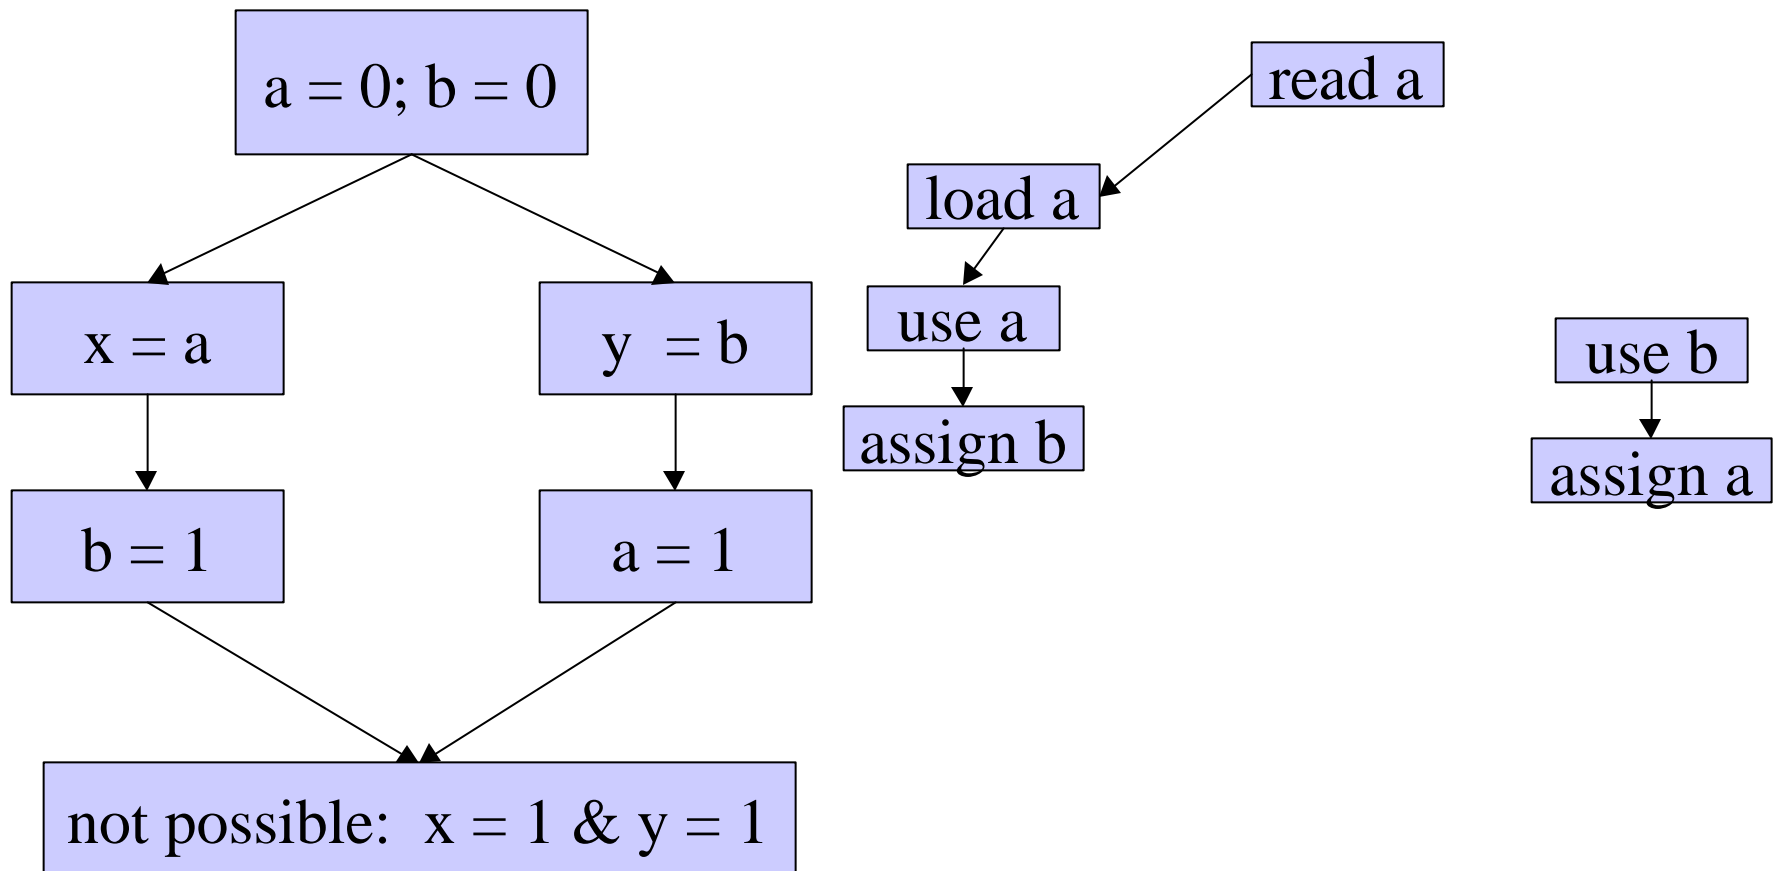 a = 0; b = 0
x = a
y = b
b = 1
a = 1
not possible: x = 1 & y = 1
read a
load a
use a
assign b
use b
assign a